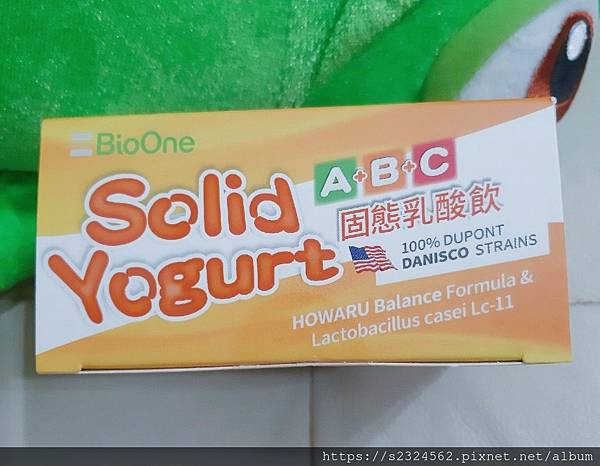 BioOne
Solid
Yogurt
A+B+C
固態乳酸飲
100% DUPONT
DANISCO STRAINS
HOWARU Balance Formula &
Lactobacillus casei Lc-11
https://s2324562.pixnet.net/album